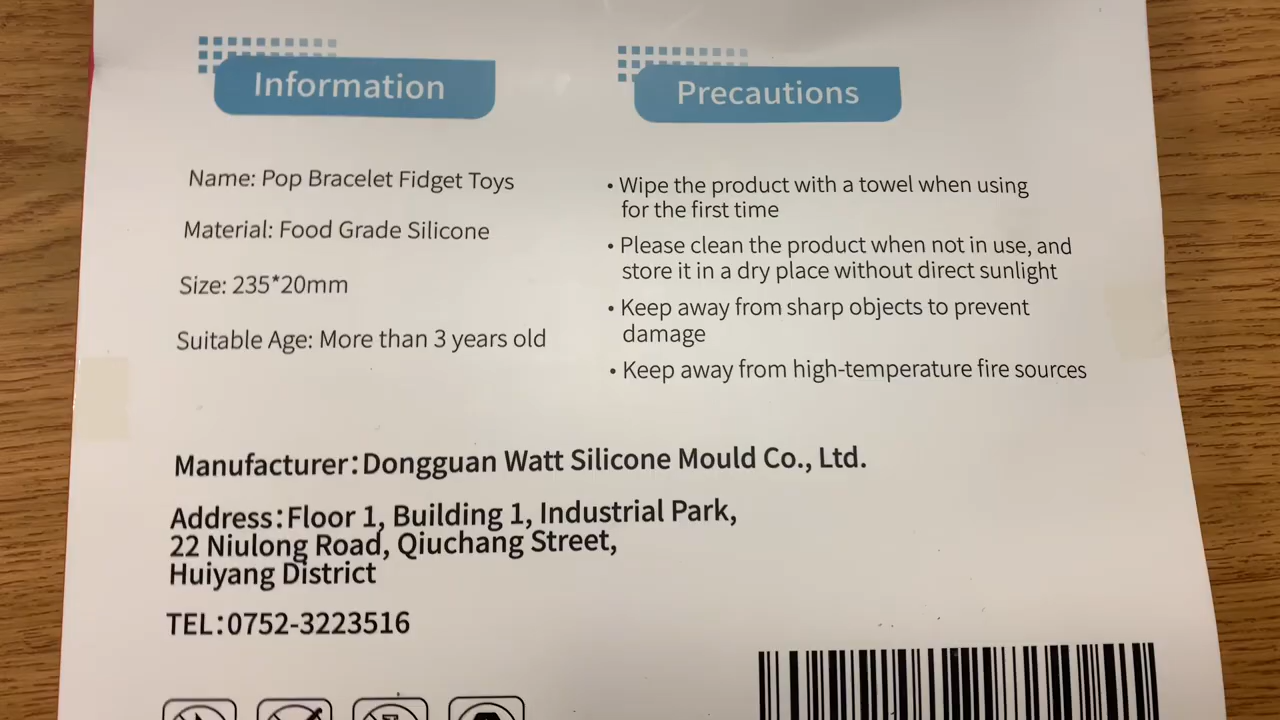 Information
Name: Pop Bracelet Fidget Toys
Material: Food Grade Silicone
Size: 235*20mm
Suitable Age: More than 3 years old
Precautions
• Wipe the product with a towel when using
for the first time
• Please clean the product when not in use, and
store it in a dry place without direct sunlight
• Keep away from sharp objects to prevent
damage
• Keep away from high-temperature fire sources
Manufacturer:Dongguan Watt Silicone Mould Co., Ltd.
Address:Floor 1, Building 1, Industrial Park,
22 Niulong Road, Qiuchang Street,
Huiyang District
TEL:0752-3223516